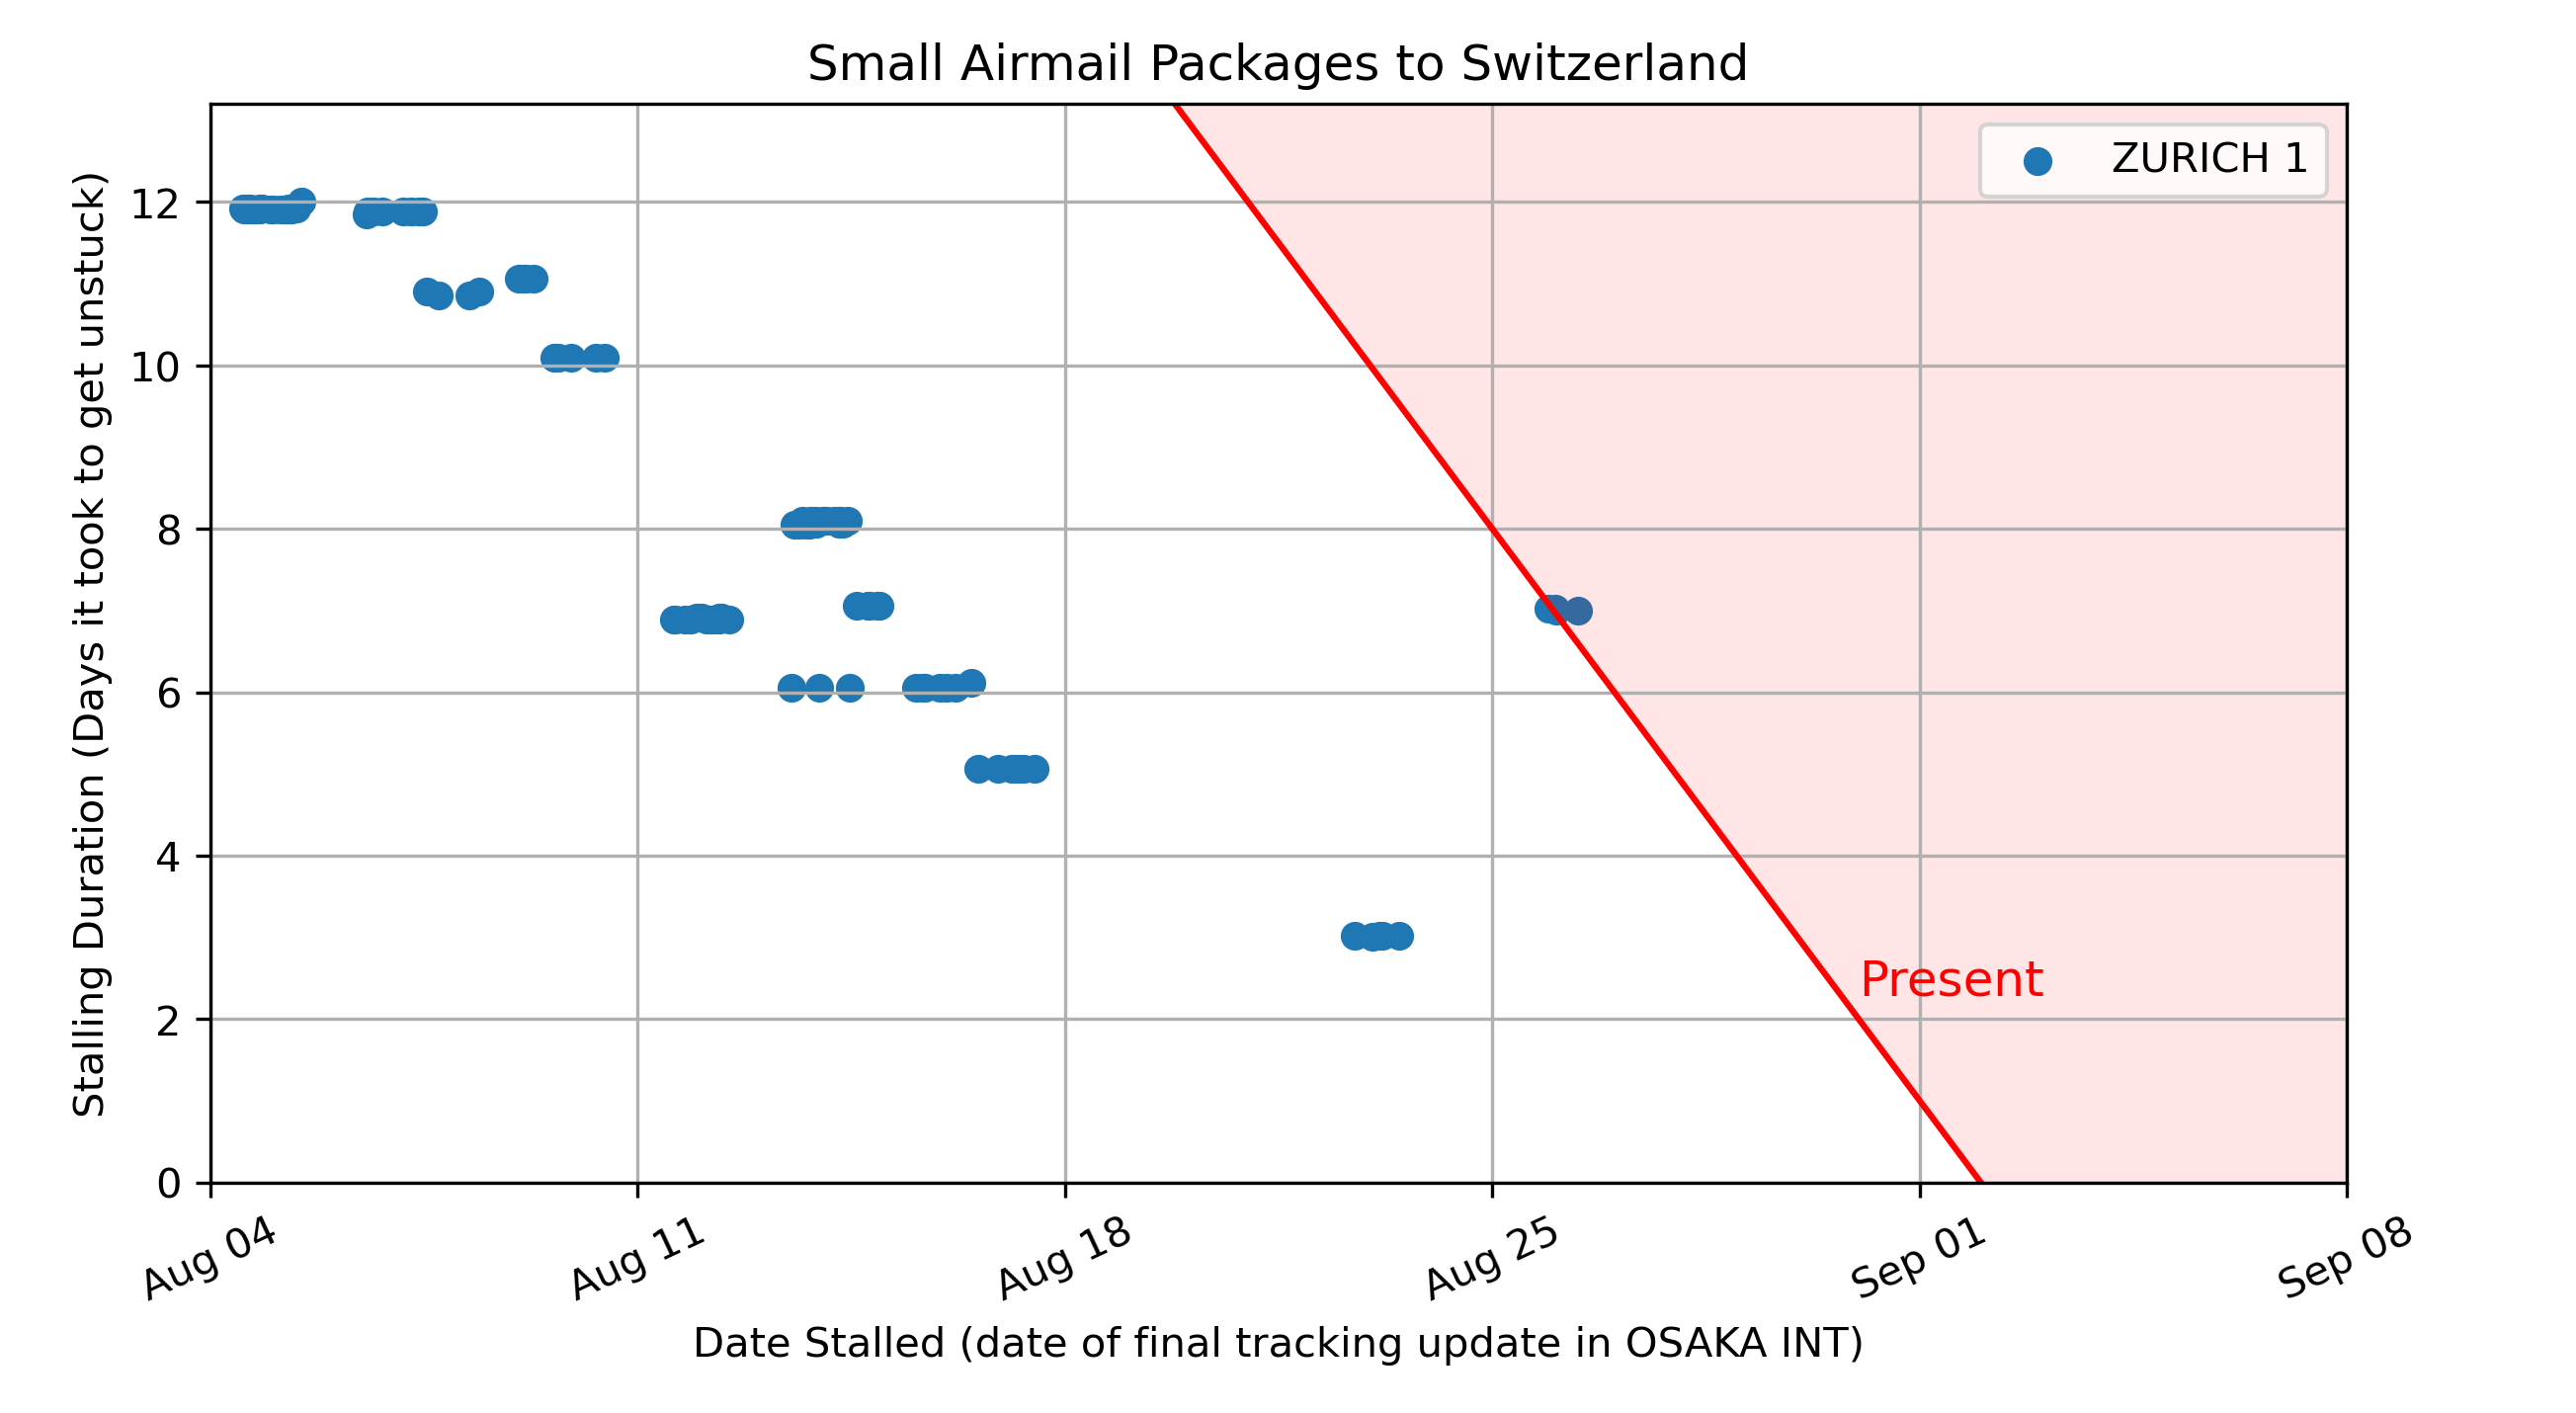 Small Airmail Packages to Switzerland
ZURICH 1
Stalling Duration (Days it took to get unstuck)
12
10
8
6
4
2
0
Present
Aug 04
Aug 11
Aug 18
Aug 25
Sep 01
Sep 08
Date Stalled (date of final tracking update in OSAKA INT)